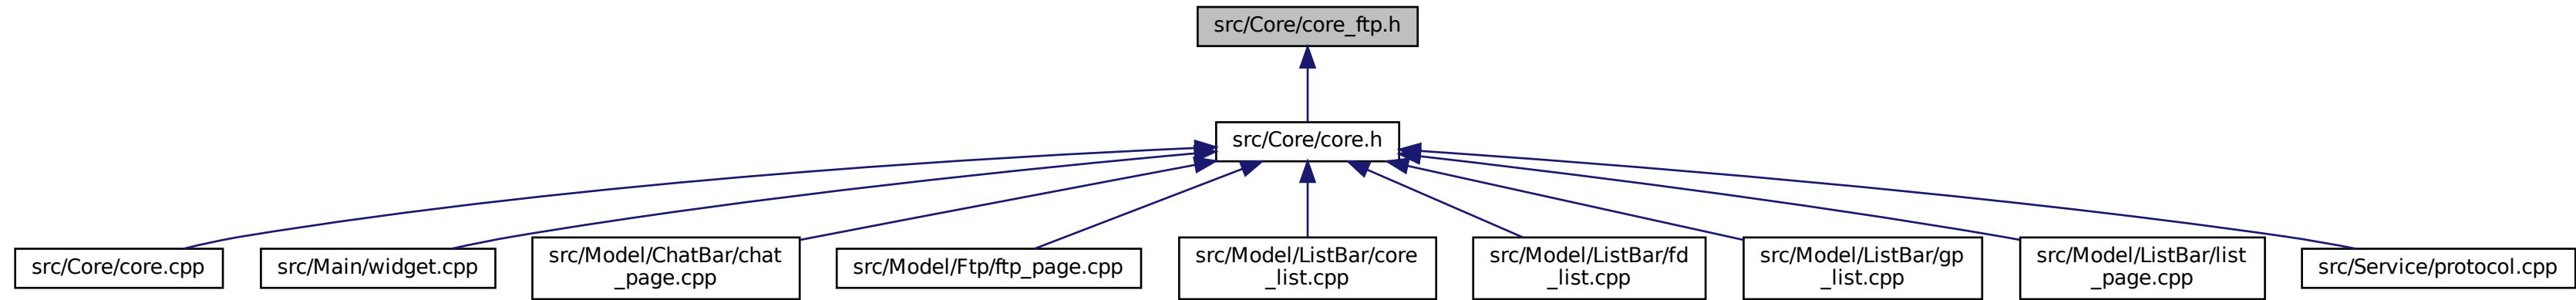 src/Core/core_ftp.h
src/Core/core.h
src/Core/core.cpp
src/Main/widget.cpp
src/Model/ChatBar/chat
_page.cpp
src/Model/Ftp/ftp_page.cpp
src/Model/ListBar/core
_list.cpp
src/Model/ListBar/fd
_list.cpp
src/Model/ListBar/gp
_list.cpp
src/Model/ListBar/list
_page.cpp
src/Service/protocol.cpp